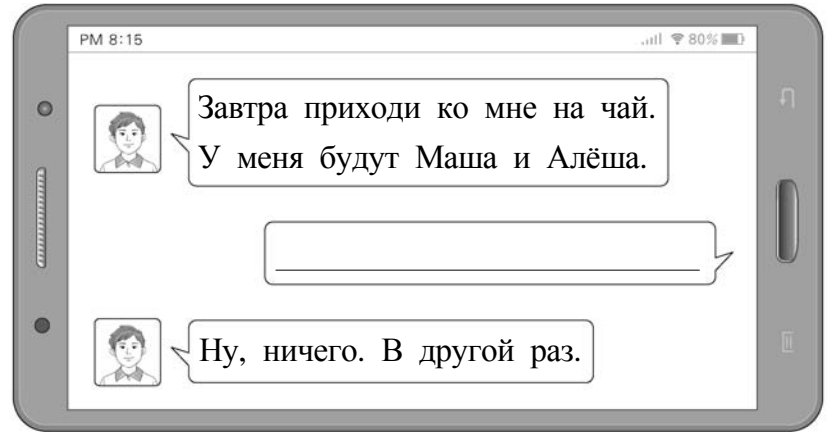 PM 8:15
80%
Завтра приходи ко мне на чай.
У меня будут Маша и Алёша.
Ну, ничего. В другой раз.